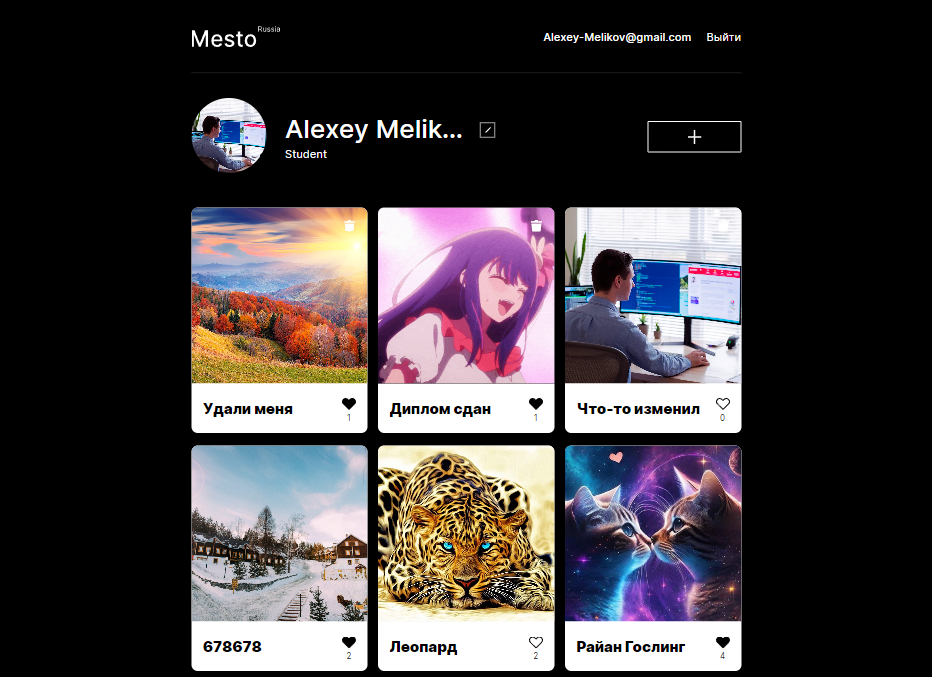 Mesto Russia
Alexey-Melikov@gmail.com Выйти
Alexey Melik...
Student
Удали меня
1
Диплом сдан
1
Что-то изменил
0
678678
2
Леопард
2
Райан Гослинг
4